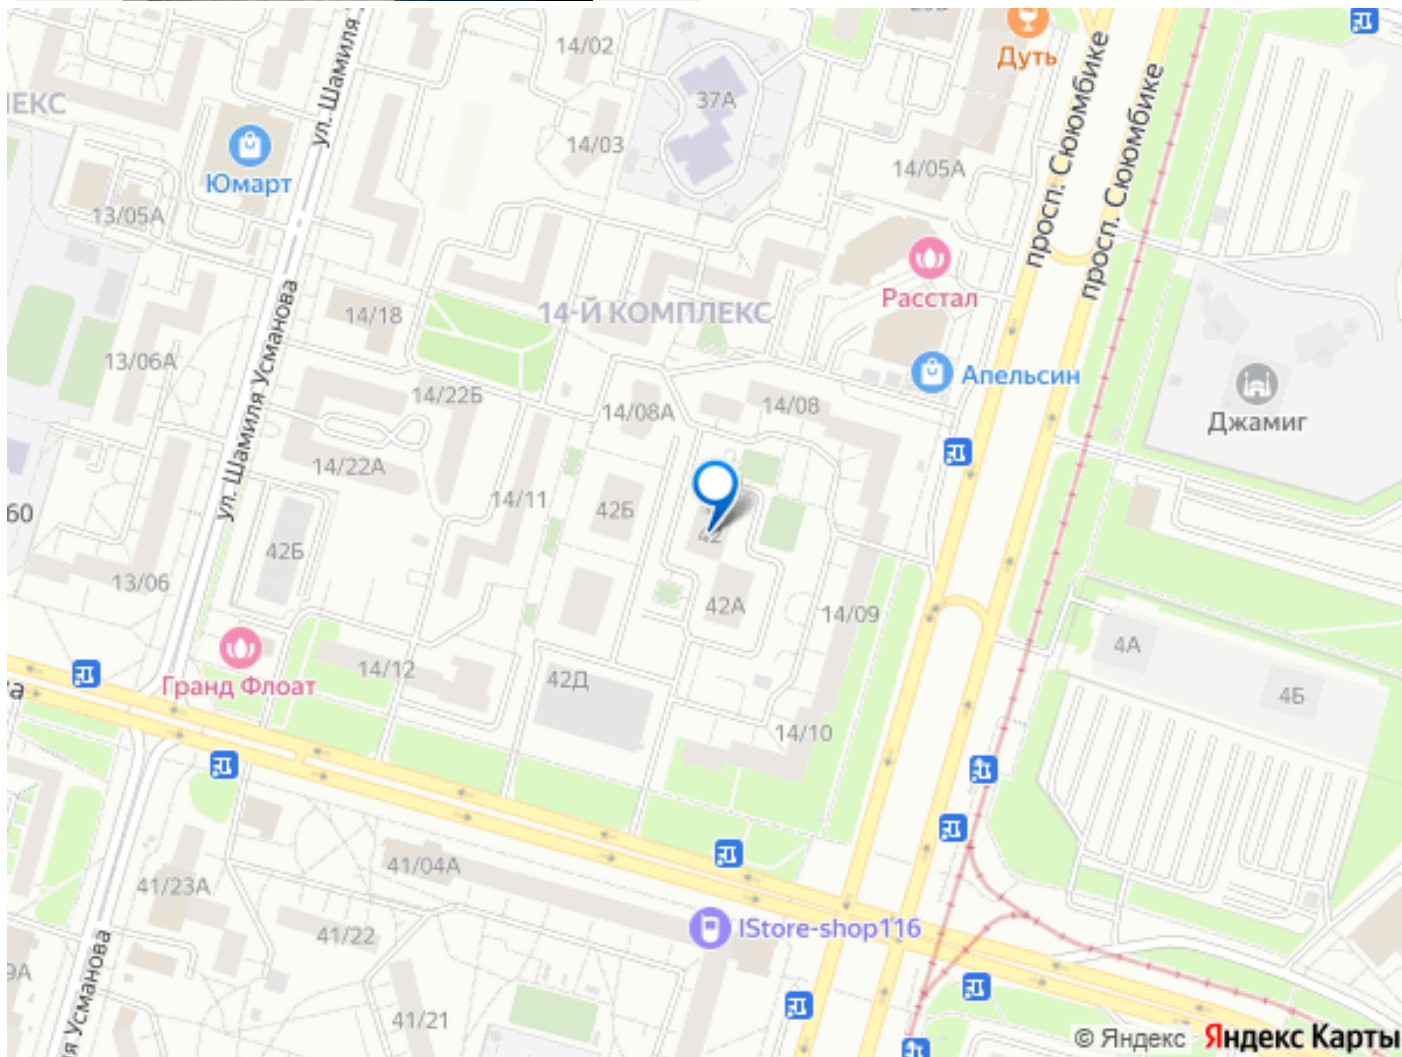 14/02
Дуть
ул. Шамиля
37А
просп. Сююмбике
просп. Сююмбике
14/03
Юмарт
14/05А
13/05А
Расстал
14-Й КОМПЛЕКС
14/18
ул. Шамиля Усманова
13/06А
Апельсин
14/22Б
14/08А
14/08
Джамиг
14/22А
14/11
42Б
60
42
42Б
13/06
42А
14/09
4А
Гранд Флоат
14/12
42Д
4Б
14/10
41/04А
41/23А
41/22
IStore-shop116
Усманова
41/21
© Яндекс
Яндекс Карты